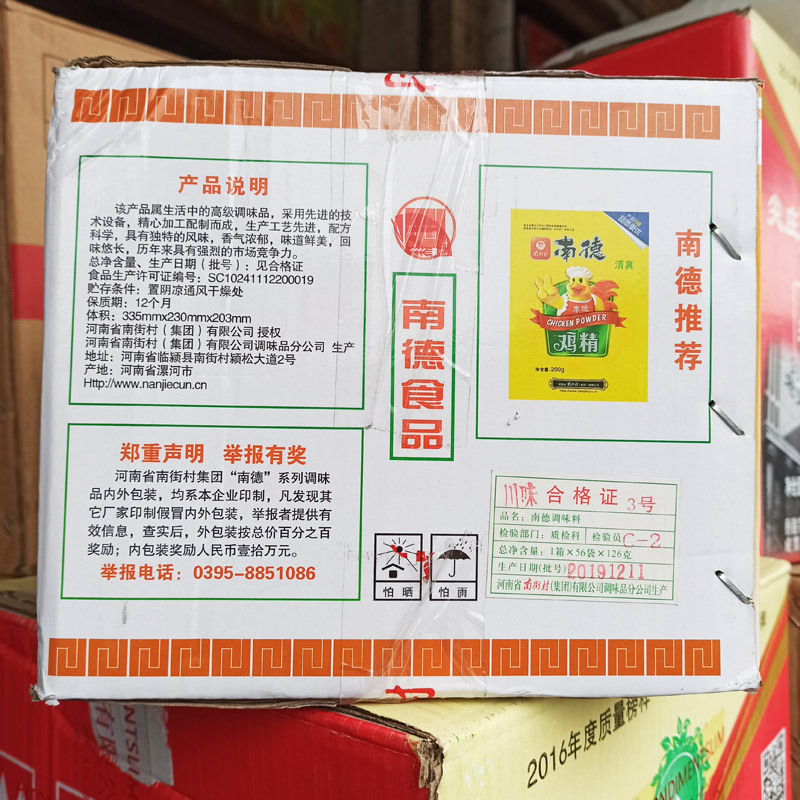 产品说明
该产品属生活中的高级调味品，采用先进的技
术设备，精心加工配制而成，生产工艺先进，配方
科学，具有独特的风味，香气浓郁，味道鲜美，回
味悠长，历年来具有强烈的市场竞争力。
总净含量、生产日期（批号）：见合格证
食品生产许可证编号：SC10241112200019
贮存条件：置阴凉通风干燥处
保质期：12个月
体积：335mmx230mmx203mm
河南省南街村（集团）有限公司 授权
河南省南街村（集团）有限公司调味品分公司 生产
地址：河南省临颍县南街村颍松大道2号
产地：河南省漯河市
Http://www.nanjiecun.cn
郑重声明 举报有奖
河南省南街村集团“南德”系列调味
品内外包装，均系本企业印制，凡发现其
它厂家印制假冒内外包装，举报者提供有
效信息，查实后，外包装按总价百分之百
奖励；内包装奖励人民币壹拾万元。
举报电话：0395-8851086
南德食品
怕晒
怕雨
南德
清真
南德
CHICKEN POWDER
鸡精
净含量:200g
南德推荐
川味 合格证 3号
品名：南德调味料
检验部门：质检科 检验员 C-2
总净含量：1箱×56袋×126克
生产日期(批号) 20191211
河南省南街村(集团)有限公司调味品分公司生产
2016年度质量榜样